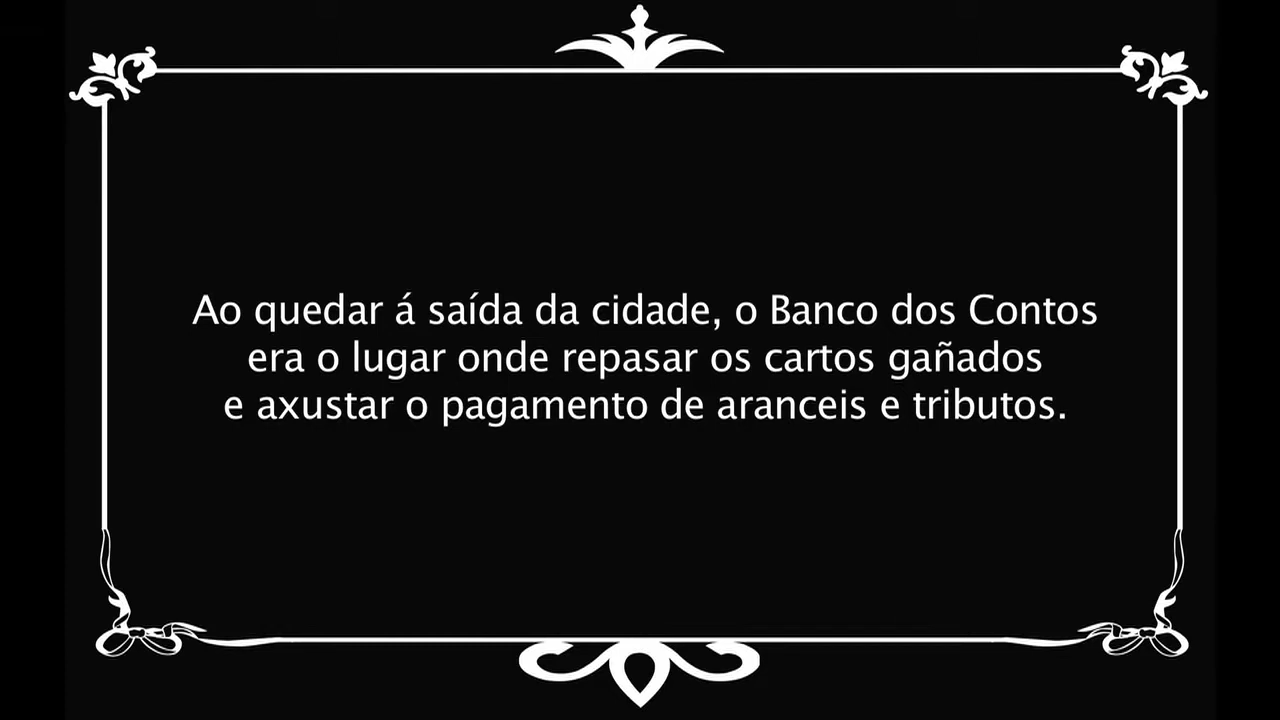 Ao quedar á saída da cidade, o Banco dos Contos
era o lugar onde repasar os cartos gañados
e axustar o pagamento de aranceis e tributos.